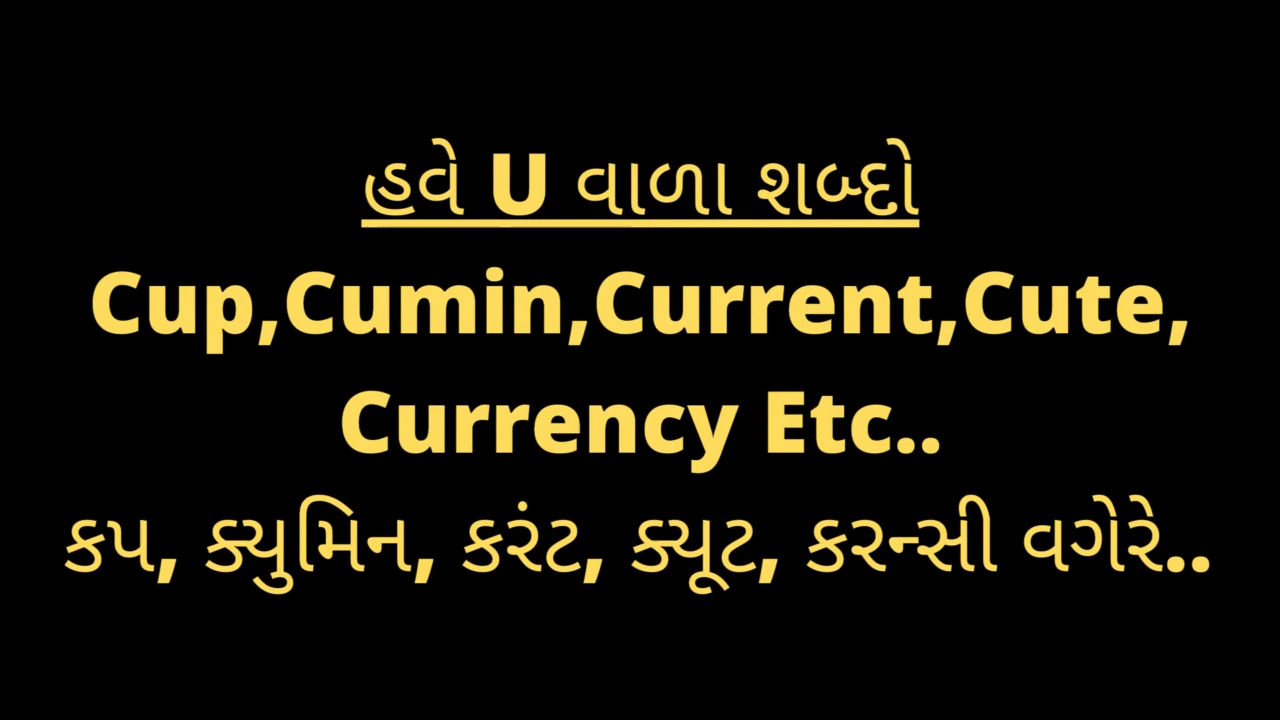 હવે U વાળા શબ્દો
Cup,Cumin,Current,Cute,
Currency Etc..
કપ, ક્યુમિન, કરંટ, ક્યૂટ, કરન્સી વગેરે..